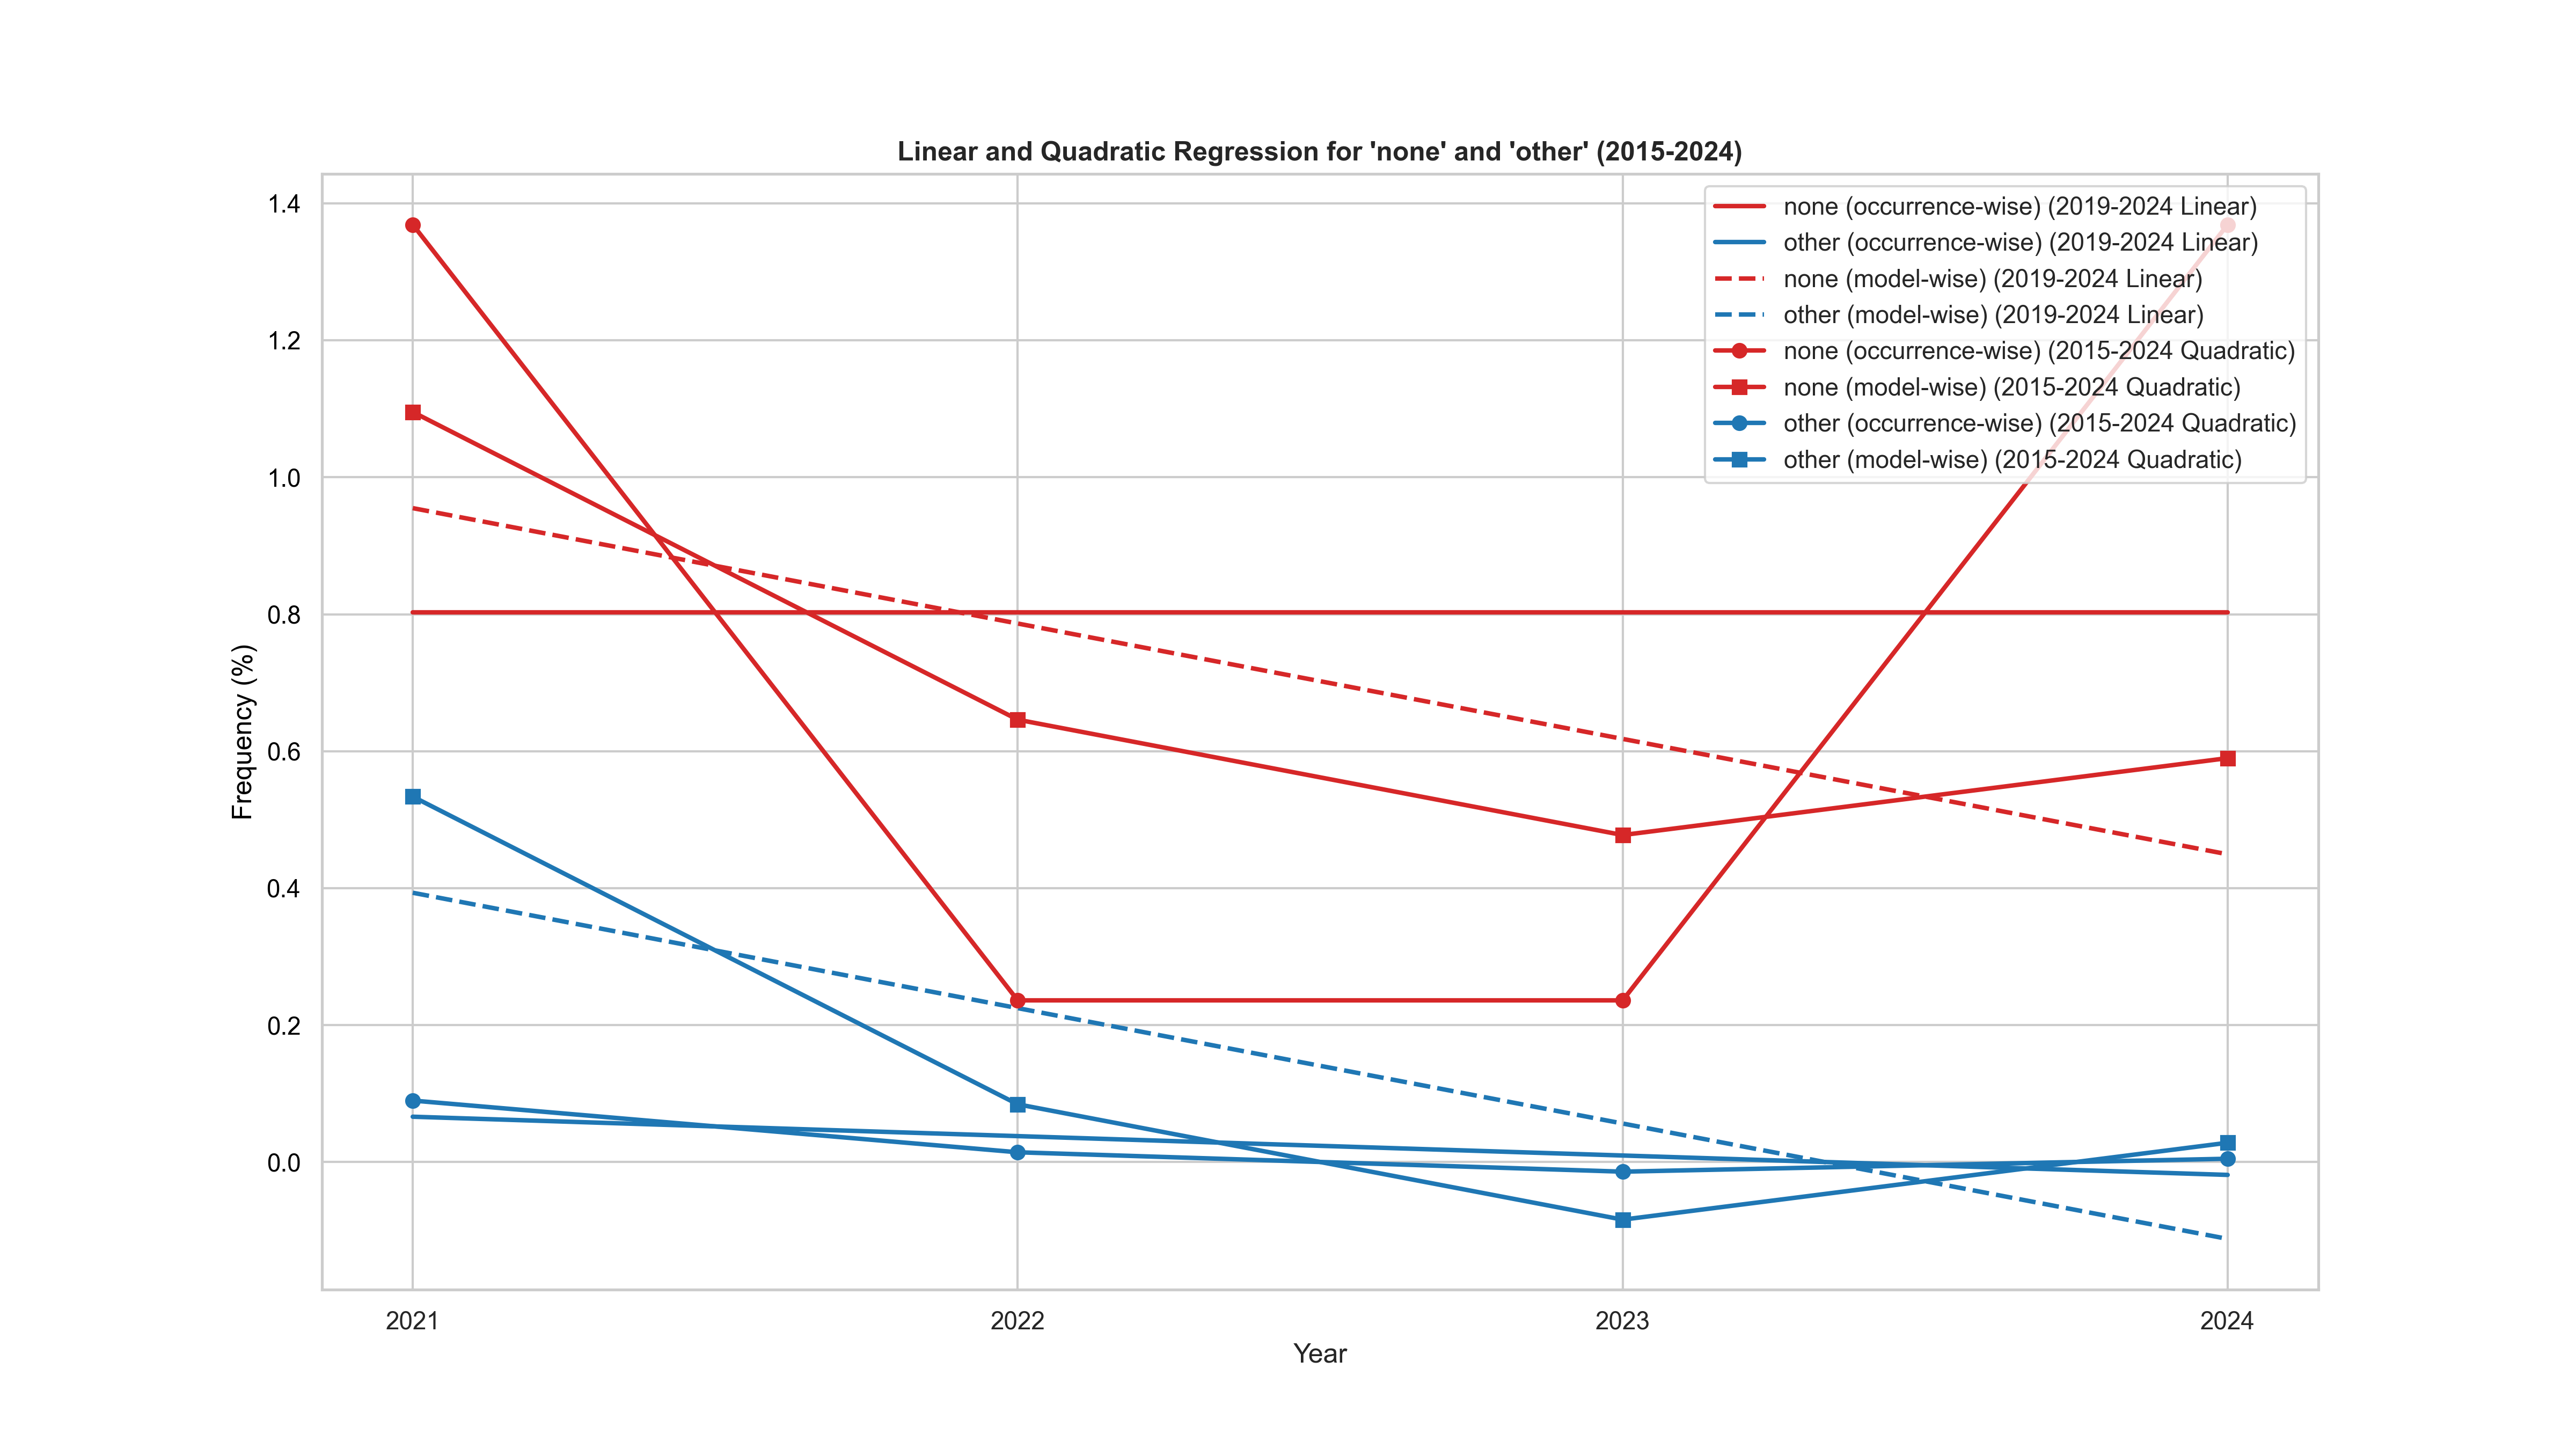 Linear and Quadratic Regression for 'none' and 'other' (2015-2024)
1.4
1.2
1.0
0.8
0.6
0.4
0.2
0.0
Frequency (%)
none (occurrence-wise) (2019-2024 Linear)
other (occurrence-wise) (2019-2024 Linear)
none (model-wise) (2019-2024 Linear)
other (model-wise) (2019-2024 Linear)
none (occurrence-wise) (2015-2024 Quadratic)
none (model-wise) (2015-2024 Quadratic)
other (occurrence-wise) (2015-2024 Quadratic)
other (model-wise) (2015-2024 Quadratic)
2021 2022 2023 2024
Year